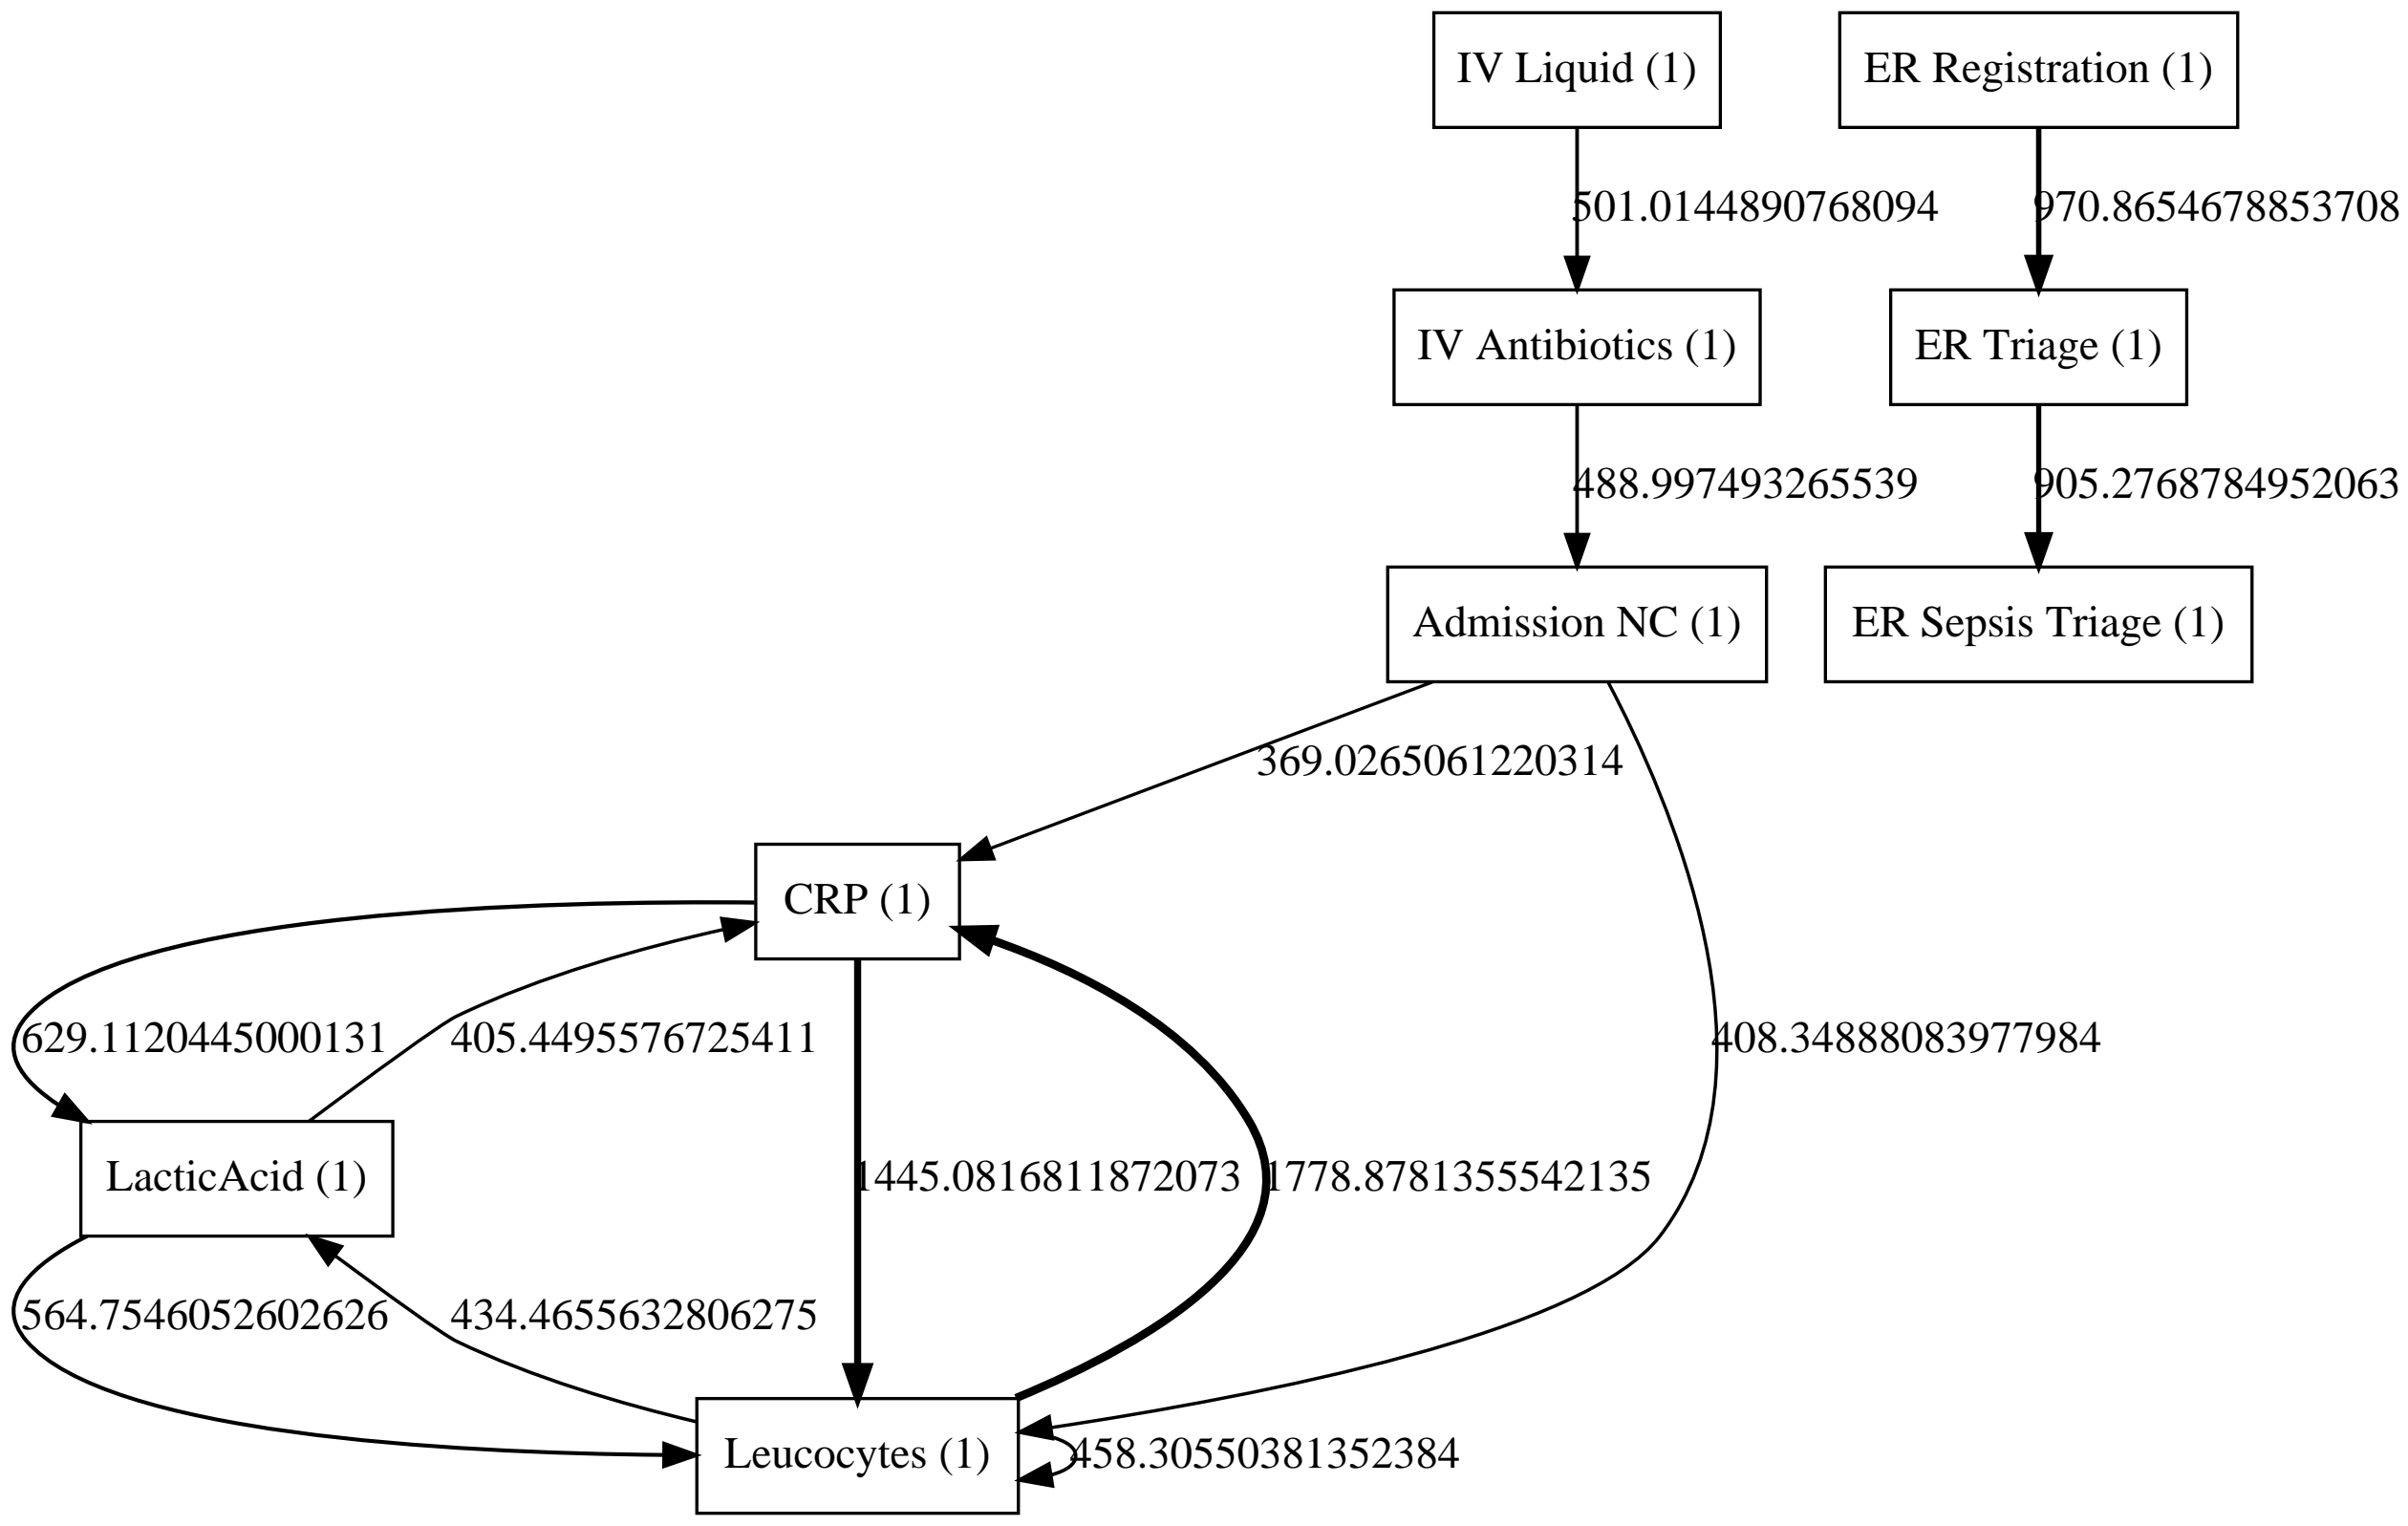 IV Liquid (1)
ER Registration (1)
501.0144890768094
970.8654678853708
IV Antibiotics (1)
ER Triage (1)
488.997493265539
905.2768784952063
Admission NC (1)
ER Sepsis Triage (1)
369.0265061220314
CRP (1)
629.1120445000131
405.4495576725411
408.34888083977984
LacticAcid (1)
1445.0816811872073
1778.8781355542135
564.7546052602626
434.4655632806275
Leucocytes (1)
458.30550381352384